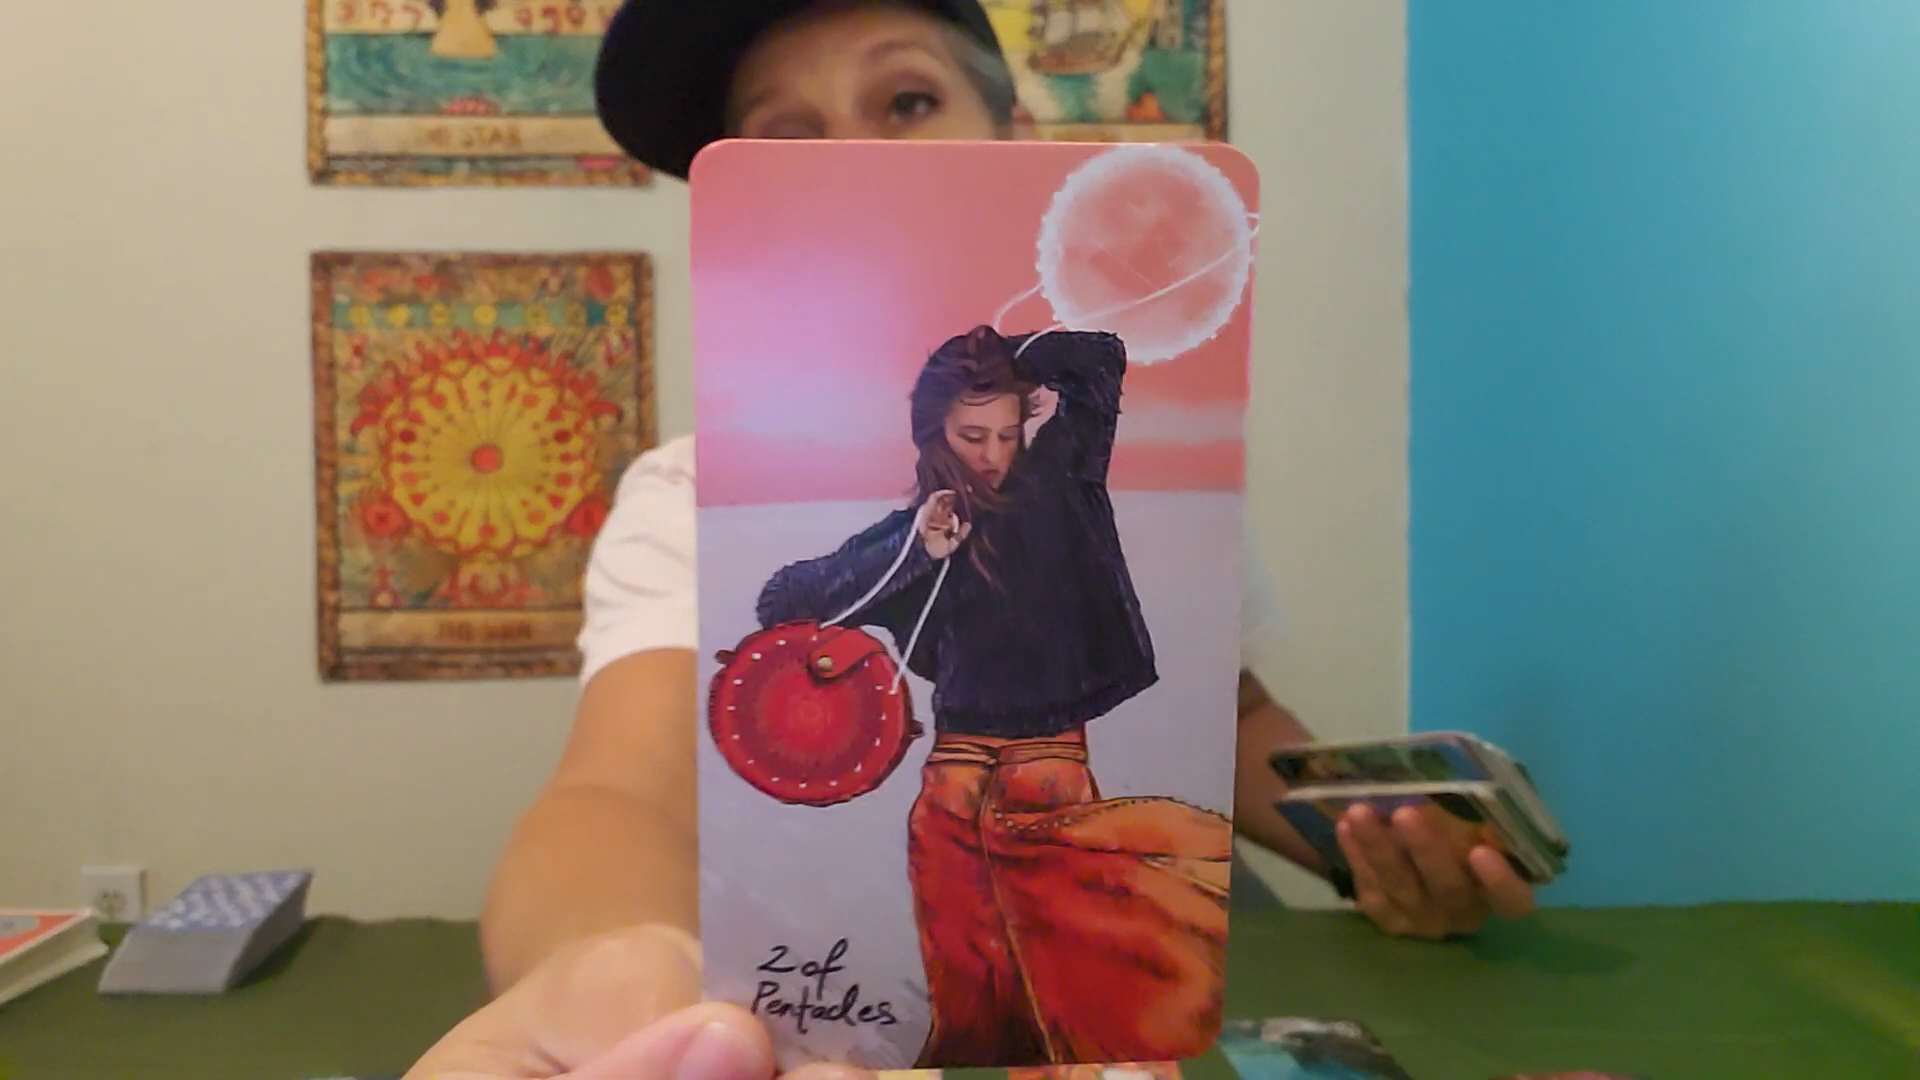 THE STAR
THE SUN
2 of
Pentacles